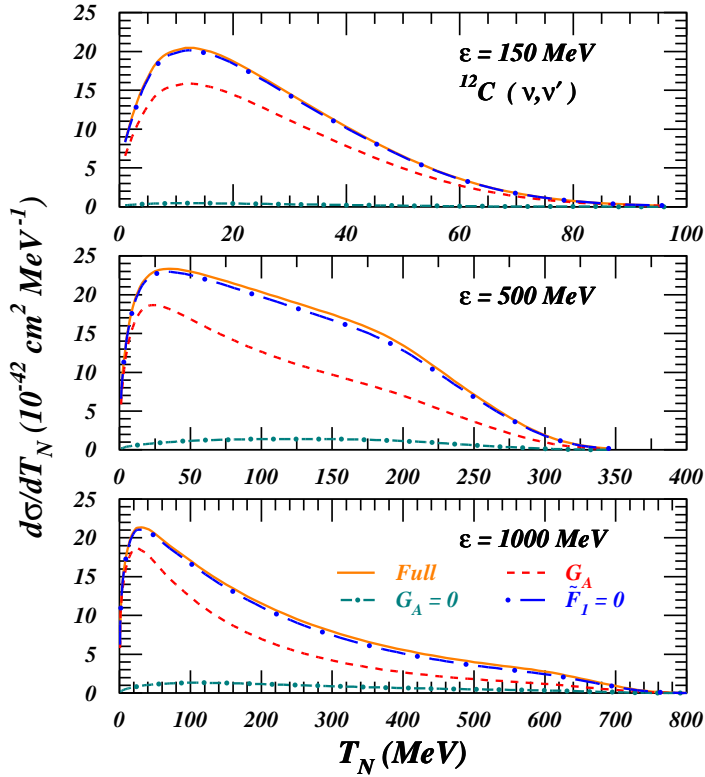 dσ/dT_N (10^{-42} cm^2 MeV^{-1})
25
20
15
10
5
0
ε = 150 MeV
^{12}C ( ν,ν′ )
0 20 40 60 80 100
25
20
15
10
5
0
ε = 500 MeV
0 50 100 150 200 250 300 350 400
25
20
15
10
5
0
ε = 1000 MeV
Full
G_A
G_A = 0
F̃_1 = 0
0 100 200 300 400 500 600 700 800
T_N (MeV)